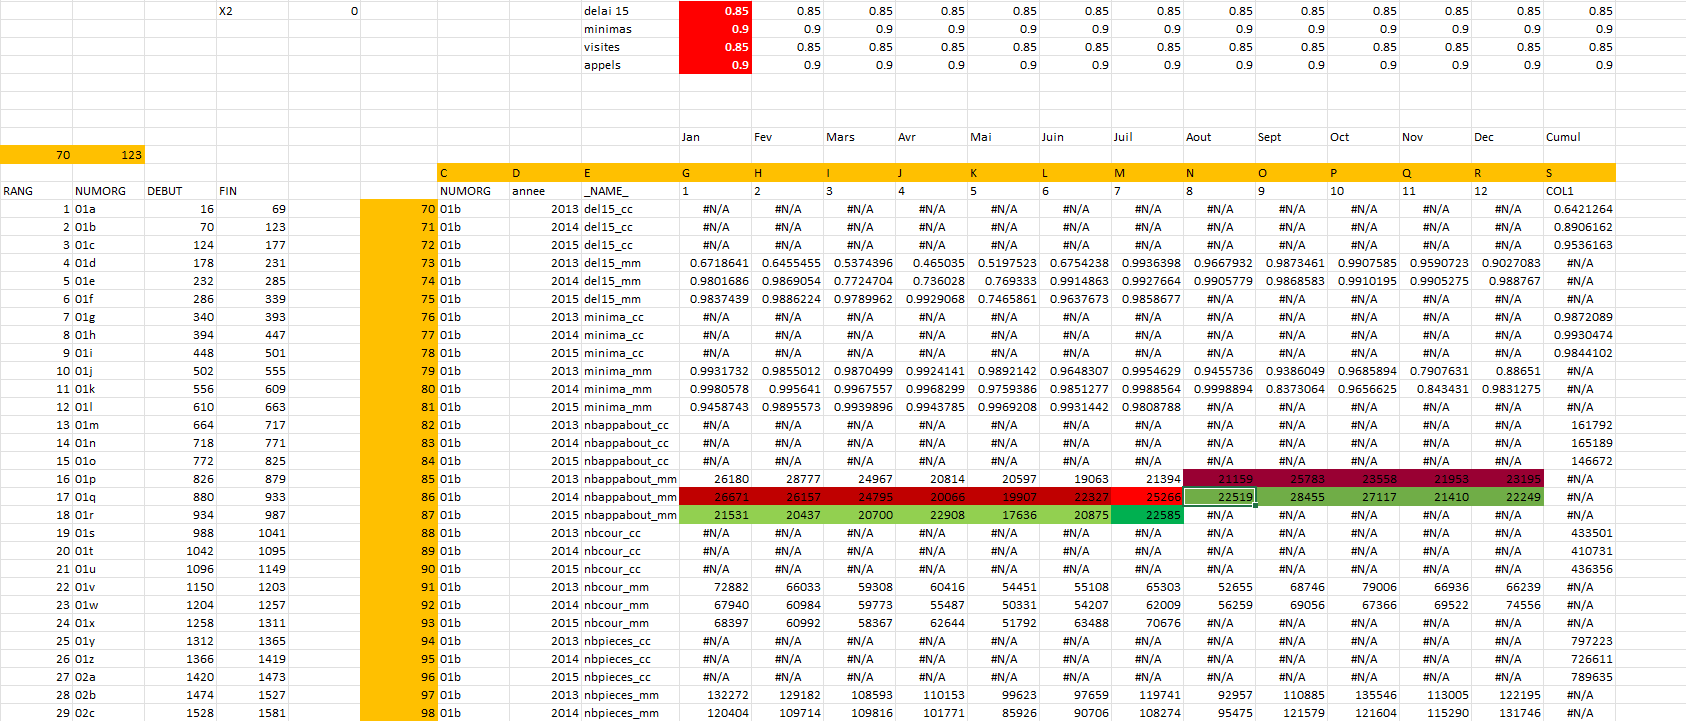 X2 0 delai 15 0.85 0.85 0.85 0.85 0.85 0.85 0.85 0.85 0.85 0.85 0.85 0.85 0.85
minimas 0.9 0.9 0.9 0.9 0.9 0.9 0.9 0.9 0.9 0.9 0.9 0.9 0.9
visites 0.85 0.85 0.85 0.85 0.85 0.85 0.85 0.85 0.85 0.85 0.85 0.85 0.85
appels 0.9 0.9 0.9 0.9 0.9 0.9 0.9 0.9 0.9 0.9 0.9 0.9 0.9
Jan Fev Mars Avr Mai Juin Juil Aout Sept Oct Nov Dec Cumul
70 123
C D E G H I J K L M N O P Q R S
RANG NUMORG DEBUT FIN NUMORG annee _NAME_ 1 2 3 4 5 6 7 8 9 10 11 12 COL1
1 01a 16 69 70 01b 2013 del15_cc #N/A #N/A #N/A #N/A #N/A #N/A #N/A #N/A #N/A #N/A #N/A #N/A 0.6421264
2 01b 70 123 71 01b 2014 del15_cc #N/A #N/A #N/A #N/A #N/A #N/A #N/A #N/A #N/A #N/A #N/A #N/A 0.8906162
3 01c 124 177 72 01b 2015 del15_cc #N/A #N/A #N/A #N/A #N/A #N/A #N/A #N/A #N/A #N/A #N/A #N/A 0.9536163
4 01d 178 231 73 01b 2013 del15_mm 0.6718641 0.6455455 0.5374396 0.465035 0.5197523 0.6754238 0.9936398 0.9667932 0.9873461 0.9907585 0.9590723 0.9027083 #N/A
5 01e 232 285 74 01b 2014 del15_mm 0.9801686 0.9869054 0.7724704 0.736028 0.769333 0.9914863 0.9927664 0.9905779 0.9868583 0.9910195 0.9905275 0.988767 #N/A
6 01f 286 339 75 01b 2015 del15_mm 0.9837439 0.9886224 0.9789962 0.9929068 0.7465861 0.9637673 0.9858677 #N/A #N/A #N/A #N/A #N/A #N/A
7 01g 340 393 76 01b 2013 minima_cc #N/A #N/A #N/A #N/A #N/A #N/A #N/A #N/A #N/A #N/A #N/A #N/A 0.9872089
8 01h 394 447 77 01b 2014 minima_cc #N/A #N/A #N/A #N/A #N/A #N/A #N/A #N/A #N/A #N/A #N/A #N/A 0.9930474
9 01i 448 501 78 01b 2015 minima_cc #N/A #N/A #N/A #N/A #N/A #N/A #N/A #N/A #N/A #N/A #N/A #N/A 0.9844102
10 01j 502 555 79 01b 2013 minima_mm 0.9931732 0.9855012 0.9870499 0.9924141 0.9892142 0.9648307 0.9954629 0.9455736 0.9386049 0.9685894 0.7907631 0.88651 #N/A
11 01k 556 609 80 01b 2014 minima_mm 0.9980578 0.995641 0.9967557 0.9968299 0.9759386 0.9851277 0.9988564 0.9998894 0.8373064 0.9656625 0.843431 0.9831275 #N/A
12 01l 610 663 81 01b 2015 minima_mm 0.9458743 0.9895573 0.9939896 0.9943785 0.9969208 0.9931442 0.9808788 #N/A #N/A #N/A #N/A #N/A #N/A
13 01m 664 717 82 01b 2013 nbappabout_cc #N/A #N/A #N/A #N/A #N/A #N/A #N/A #N/A #N/A #N/A #N/A #N/A 161792
14 01n 718 771 83 01b 2014 nbappabout_cc #N/A #N/A #N/A #N/A #N/A #N/A #N/A #N/A #N/A #N/A #N/A #N/A 165189
15 01o 772 825 84 01b 2015 nbappabout_cc #N/A #N/A #N/A #N/A #N/A #N/A #N/A #N/A #N/A #N/A #N/A #N/A 146672
16 01p 826 879 85 01b 2013 nbappabout_mm 26180 28777 24967 20814 20597 19063 21394 21159 25783 23558 21953 23195 #N/A
17 01q 880 933 86 01b 2014 nbappabout_mm 26671 26157 24795 20066 19907 22327 25266 22519 28455 27117 21410 22249 #N/A
18 01r 934 987 87 01b 2015 nbappabout_mm 21531 20437 20700 22908 17636 20875 22585 #N/A #N/A #N/A #N/A #N/A #N/A
19 01s 988 1041 88 01b 2013 nbcour_cc #N/A #N/A #N/A #N/A #N/A #N/A #N/A #N/A #N/A #N/A #N/A #N/A 433501
20 01t 1042 1095 89 01b 2014 nbcour_cc #N/A #N/A #N/A #N/A #N/A #N/A #N/A #N/A #N/A #N/A #N/A #N/A 410731
21 01u 1096 1149 90 01b 2015 nbcour_cc #N/A #N/A #N/A #N/A #N/A #N/A #N/A #N/A #N/A #N/A #N/A #N/A 436356
22 01v 1150 1203 91 01b 2013 nbcour_mm 72882 66033 59308 60416 54451 55108 65303 52655 68746 79006 66936 66239 #N/A
23 01w 1204 1257 92 01b 2014 nbcour_mm 67940 60984 59773 55487 50331 54207 62009 56259 69056 67366 69522 74556 #N/A
24 01x 1258 1311 93 01b 2015 nbcour_mm 68397 60992 58367 62644 51792 63488 70676 #N/A #N/A #N/A #N/A #N/A #N/A
25 01y 1312 1365 94 01b 2013 nbpieces_cc #N/A #N/A #N/A #N/A #N/A #N/A #N/A #N/A #N/A #N/A #N/A #N/A 797223
26 01z 1366 1419 95 01b 2014 nbpieces_cc #N/A #N/A #N/A #N/A #N/A #N/A #N/A #N/A #N/A #N/A #N/A #N/A 726611
27 02a 1420 1473 96 01b 2015 nbpieces_cc #N/A #N/A #N/A #N/A #N/A #N/A #N/A #N/A #N/A #N/A #N/A #N/A 789635
28 02b 1474 1527 97 01b 2013 nbpieces_mm 132272 129182 108593 110153 99623 97659 119741 92957 110885 135546 113005 122195 #N/A
29 02c 1528 1581 98 01b 2014 nbpieces_mm 120404 109714 109816 101771 85926 90706 108274 95475 121579 121604 115290 131746 #N/A